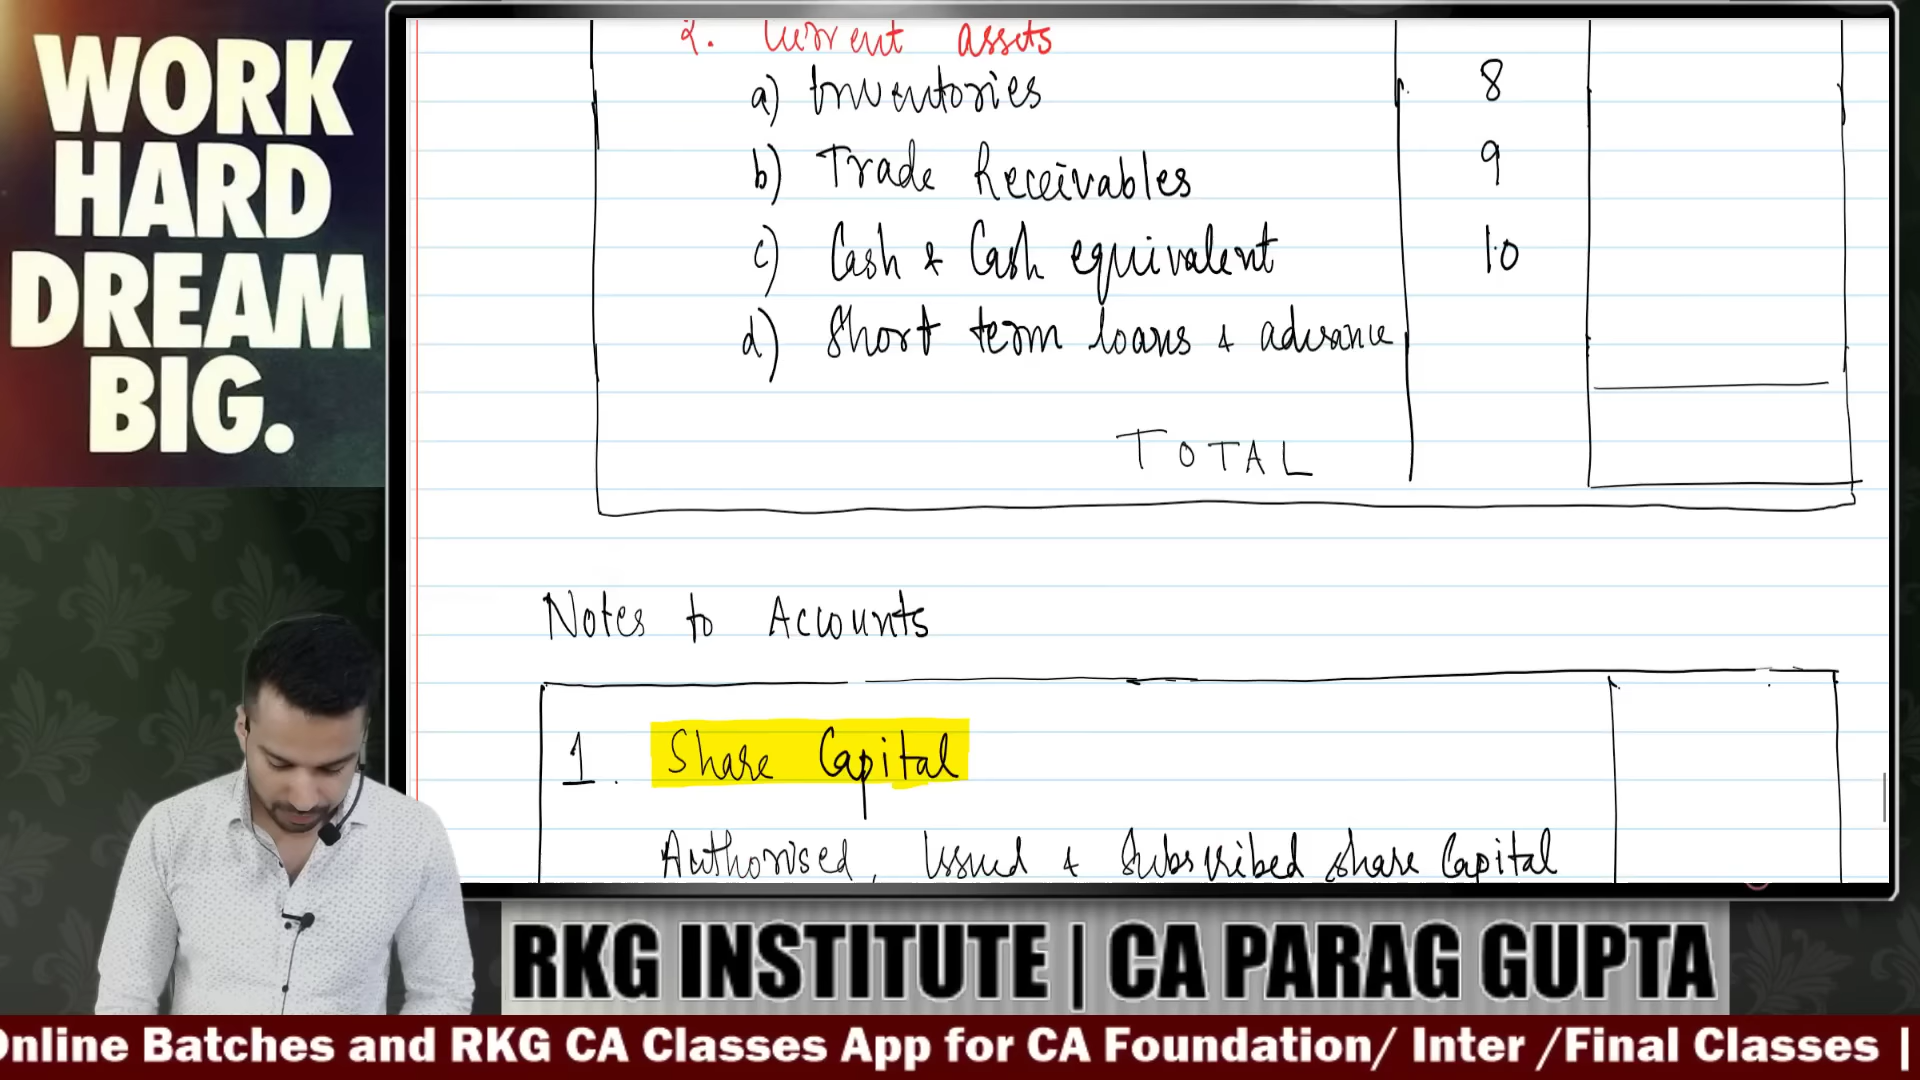 WORK
HARD
DREAM
BIG.
2. Current assets
a) Inventories 8
b) Trade Receivables 9
c) Cash & Cash equivalent 10
d) Short term loans & advance
TOTAL
Notes to Accounts
1. Share Capital
Authorised, Issued & Subscribed share Capital
RKG INSTITUTE | CA PARAG GUPTA
Online Batches and RKG CA Classes App for CA Foundation/ Inter /Final Classes |